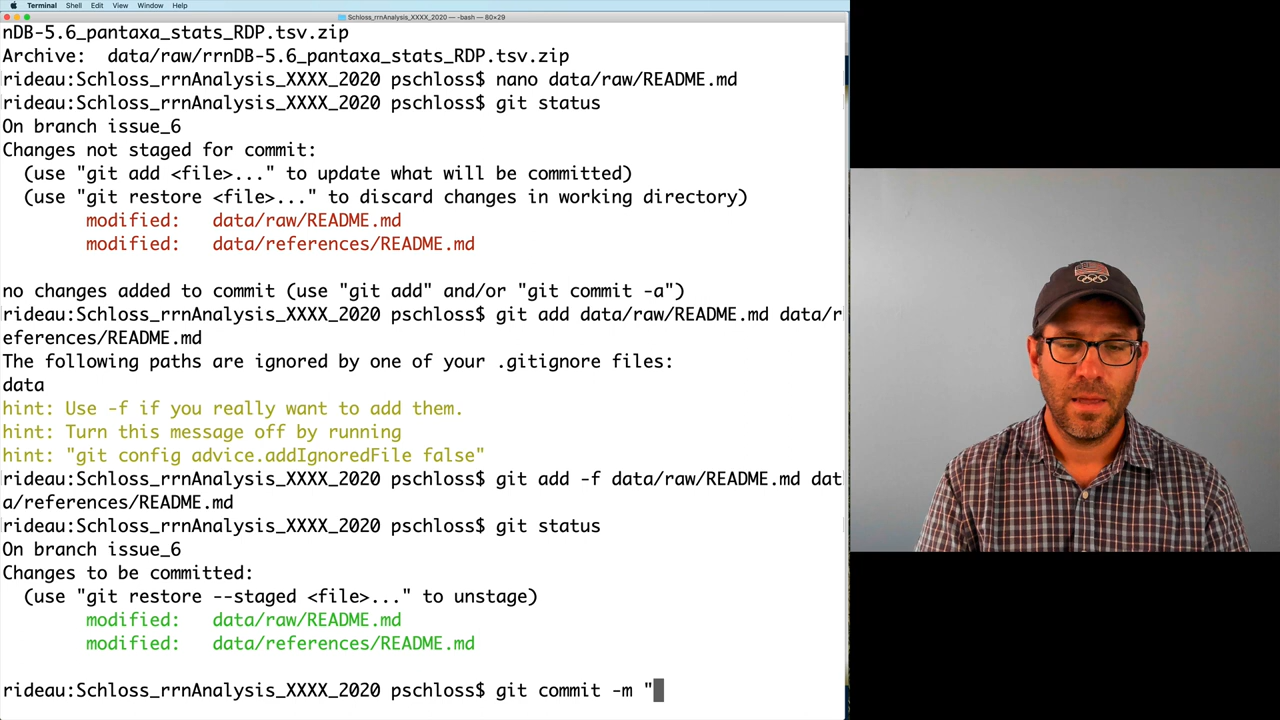 Terminal Shell Edit View Window Help
Schloss_rrnAnalysis_XXXX_2020 — -bash — 80×29
nDB-5.6_pantaxa_stats_RDP.tsv.zip
Archive:  data/raw/rrnDB-5.6_pantaxa_stats_RDP.tsv.zip
rideau:Schloss_rrnAnalysis_XXXX_2020 pschloss$ nano data/raw/README.md
rideau:Schloss_rrnAnalysis_XXXX_2020 pschloss$ git status
On branch issue_6
Changes not staged for commit:
  (use "git add <file>..." to update what will be committed)
  (use "git restore <file>..." to discard changes in working directory)
        modified:   data/raw/README.md
        modified:   data/references/README.md
no changes added to commit (use "git add" and/or "git commit -a")
rideau:Schloss_rrnAnalysis_XXXX_2020 pschloss$ git add data/raw/README.md data/r
eferences/README.md
The following paths are ignored by one of your .gitignore files:
data
hint: Use -f if you really want to add them.
hint: Turn this message off by running
hint: "git config advice.addIgnoredFile false"
rideau:Schloss_rrnAnalysis_XXXX_2020 pschloss$ git add -f data/raw/README.md dat
a/references/README.md
rideau:Schloss_rrnAnalysis_XXXX_2020 pschloss$ git status
On branch issue_6
Changes to be committed:
  (use "git restore --staged <file>..." to unstage)
        modified:   data/raw/README.md
        modified:   data/references/README.md
rideau:Schloss_rrnAnalysis_XXXX_2020 pschloss$ git commit -m "